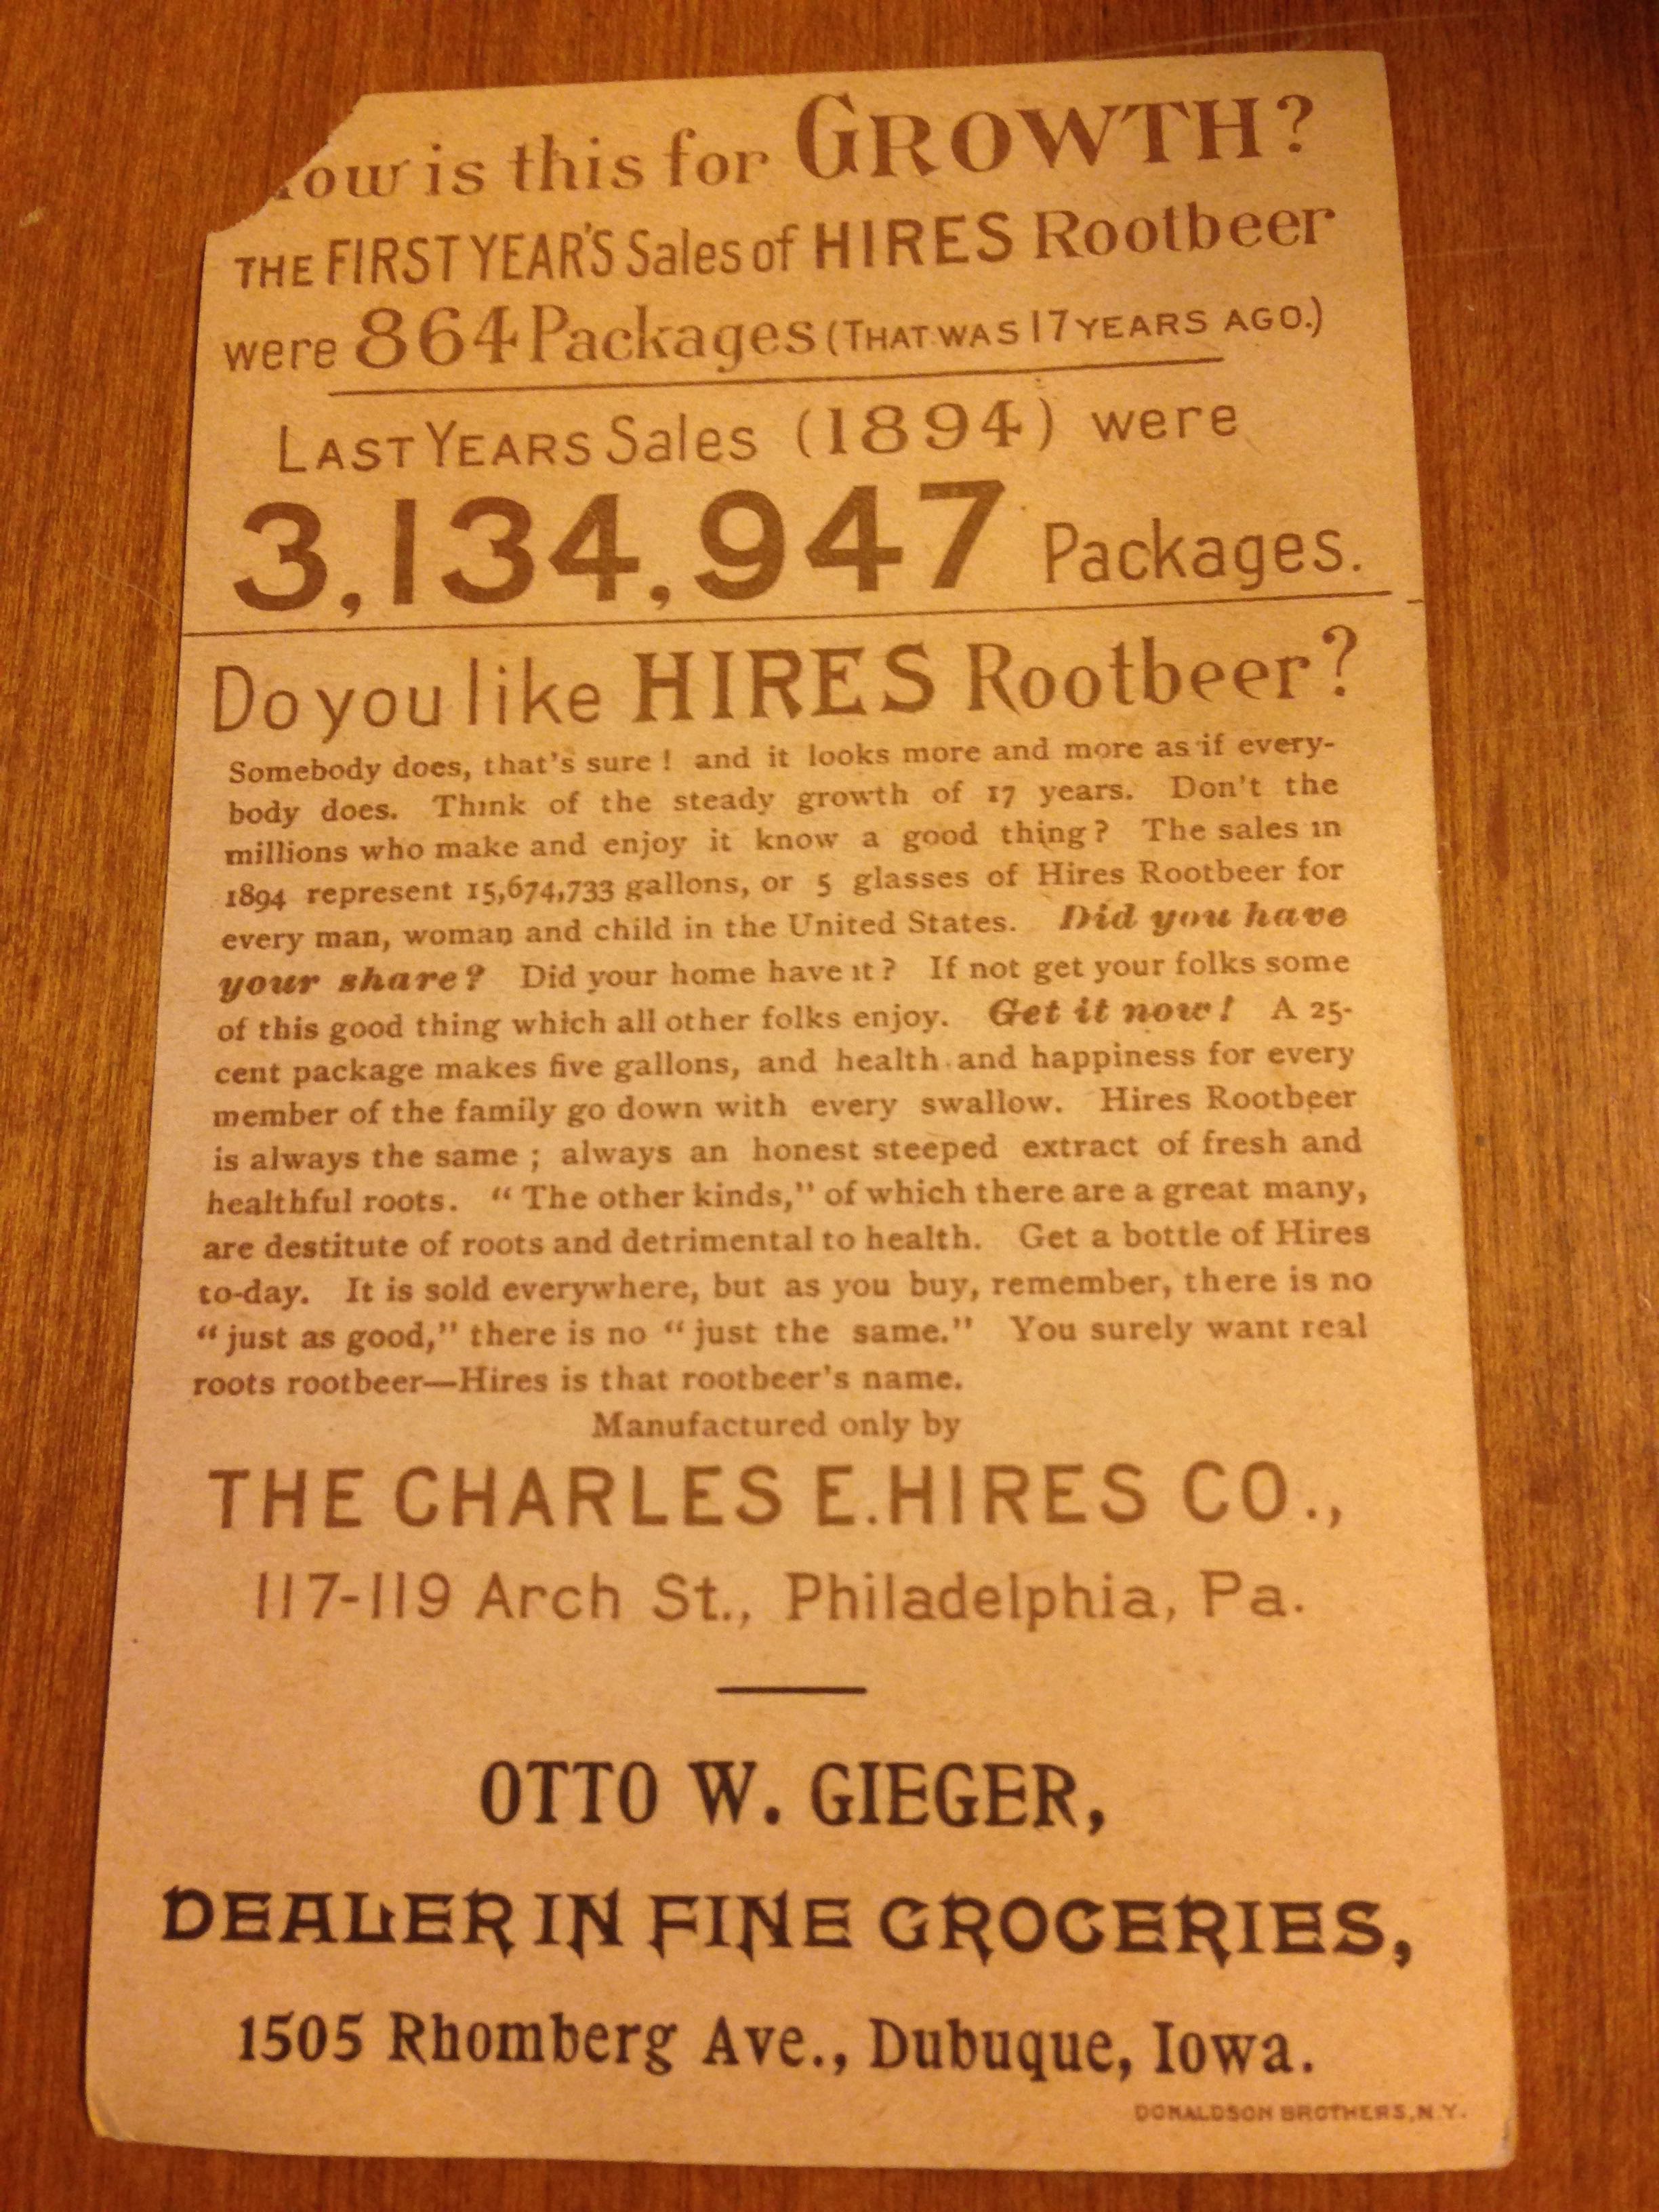 ow is this for GROWTH?
THE FIRST YEAR'S Sales of HIRES Rootbeer
were 864 Packages (THAT WAS 17 YEARS AGO.)
LAST YEARS Sales (1894) were
3,134,947 Packages.
Do you like HIRES Rootbeer?
Somebody does, that's sure! and it looks more and more as if every-
body does. Think of the steady growth of 17 years. Don't the
millions who make and enjoy it know a good thing? The sales in
1894 represent 15,674,733 gallons, or 5 glasses of Hires Rootbeer for
every man, woman and child in the United States. Did you have
your share? Did your home have it? If not get your folks some
of this good thing which all other folks enjoy. Get it now! A 25-
cent package makes five gallons, and health and happiness for every
member of the family go down with every swallow. Hires Rootbeer
is always the same; always an honest steeped extract of fresh and
healthful roots. "The other kinds," of which there are a great many,
are destitute of roots and detrimental to health. Get a bottle of Hires
to-day. It is sold everywhere, but as you buy, remember, there is no
"just as good," there is no "just the same." You surely want real
roots rootbeer—Hires is that rootbeer's name.
Manufactured only by
THE CHARLES E. HIRES CO.,
117-119 Arch St., Philadelphia, Pa.
OTTO W. GIEGER,
DEALER IN FINE GROCERIES,
1505 Rhomberg Ave., Dubuque, Iowa.
DONALDSON BROTHERS, N.Y.